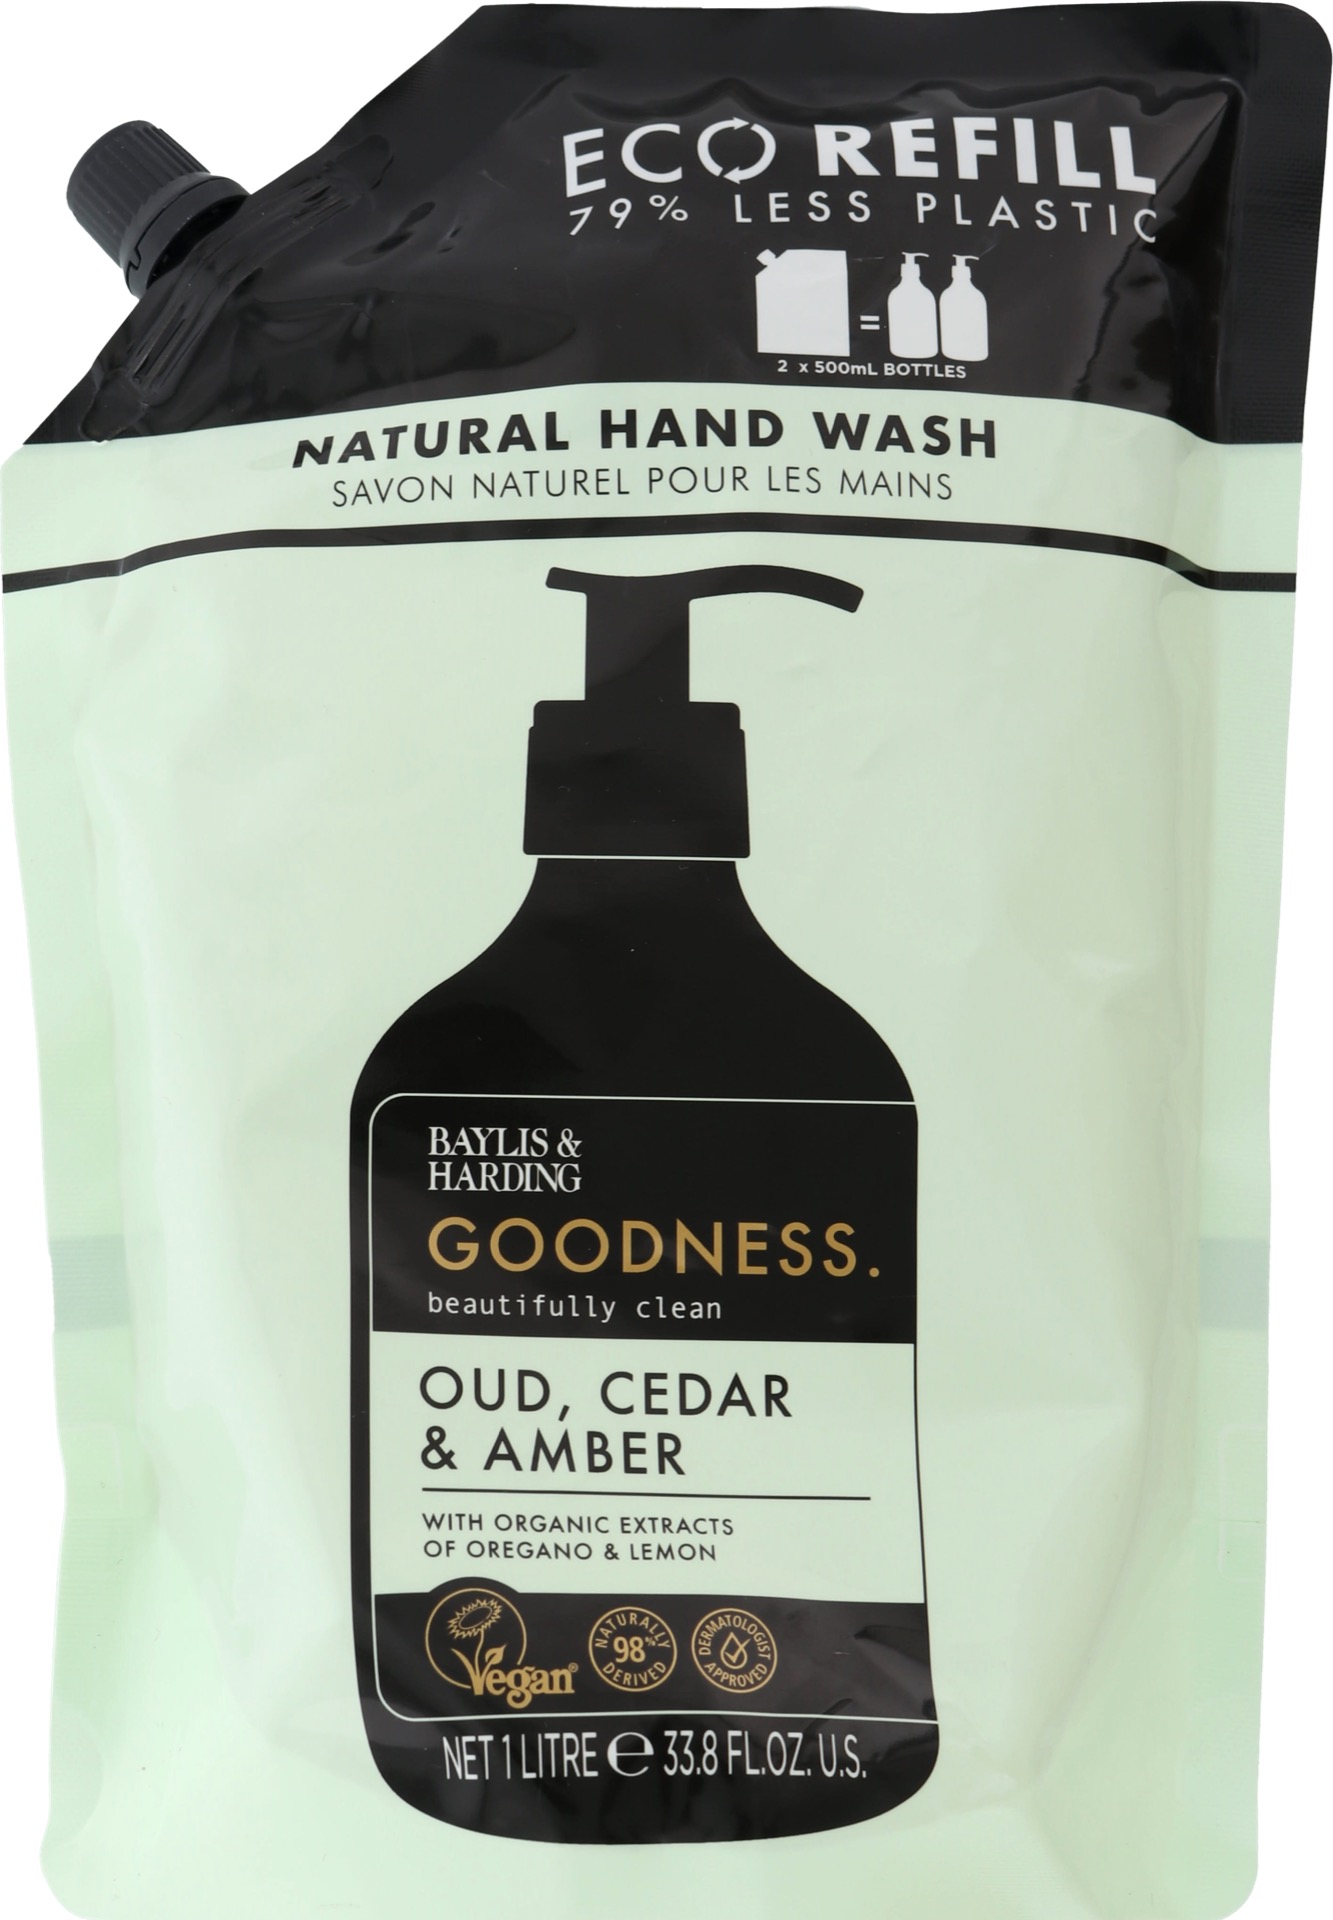 ECO REFILL
79% LESS PLASTIC
=
2 x 500mL BOTTLES
NATURAL HAND WASH
SAVON NATUREL POUR LES MAINS
BAYLIS &
HARDING
GOODNESS.
beautifully clean
OUD, CEDAR
& AMBER
WITH ORGANIC EXTRACTS
OF OREGANO & LEMON
Vegan®
NATURALLY
98%
DERIVED
DERMATOLOGIST
APPROVED
NET 1 LITRE ℮ 33.8 FL.OZ. U.S.